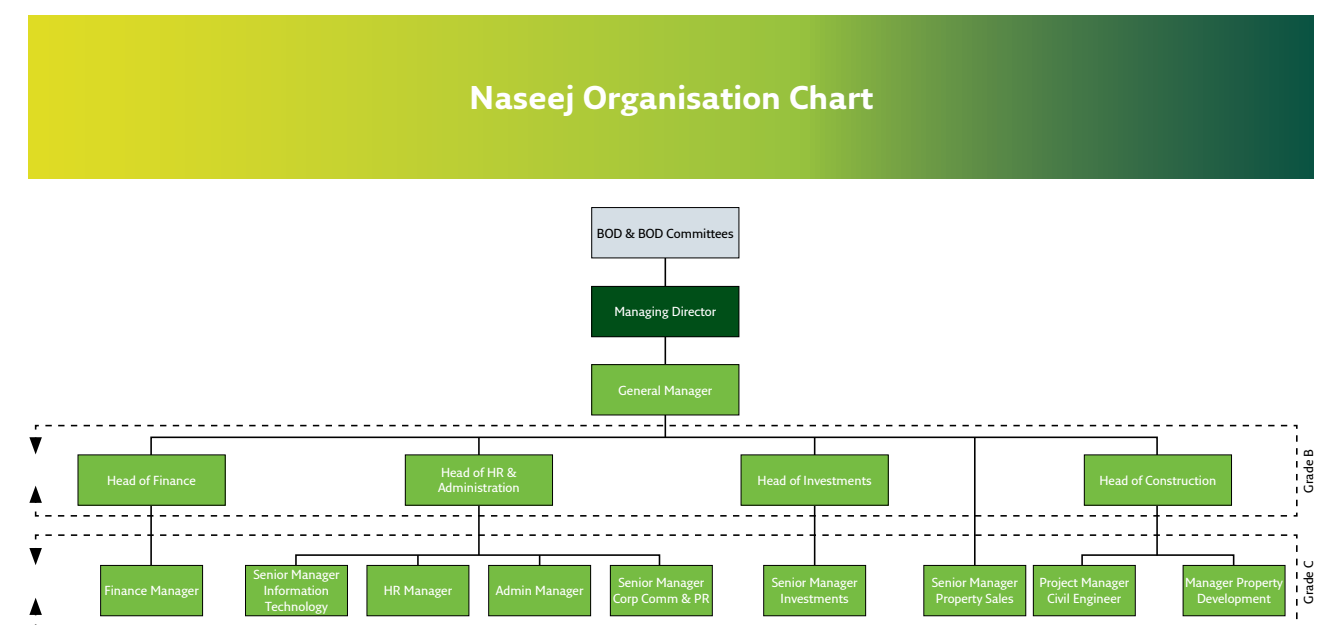 Naseej Organisation Chart
BOD & BOD Committees
Managing Director
General Manager
Head of Finance
Head of HR &
Administration
Head of Investments
Head of Construction
Grade B
Finance Manager
Senior Manager
Information
Technology
HR Manager
Admin Manager
Senior Manager
Corp Comm & PR
Senior Manager
Investments
Senior Manager
Property Sales
Project Manager
Civil Engineer
Manager Property
Development
Grade C